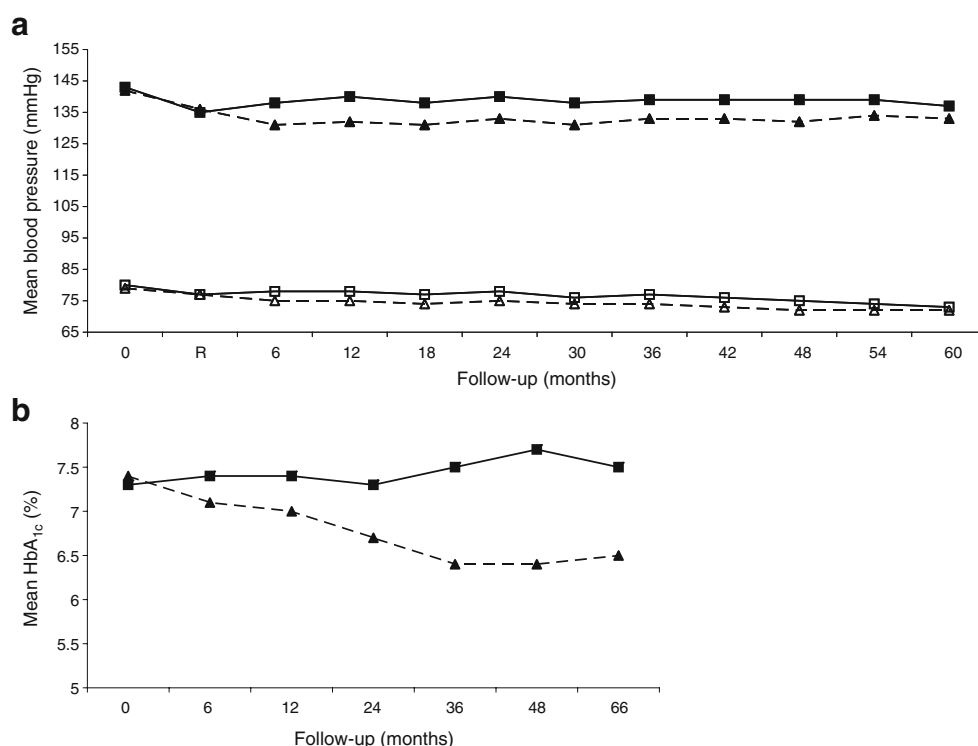 a
155
145
135
125
115
105
95
85
75
65
Mean blood pressure (mmHg)
0 R 6 12 18 24 30 36 42 48 54 60
Follow-up (months)
b
8
7.5
7
6.5
6
5.5
5
Mean HbA1c (%)
0 6 12 24 36 48 66
Follow-up (months)